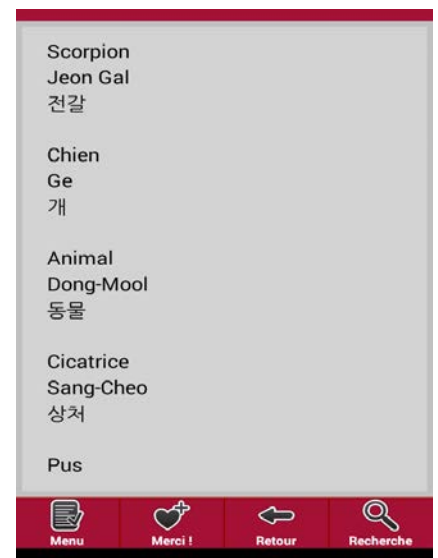 Scorpion
Jeon Gal
전갈
Chien
Ge
개
Animal
Dong-Mool
동물
Cicatrice
Sang-Cheo
상처
Pus
Menu
Merci !
Retour
Recherche